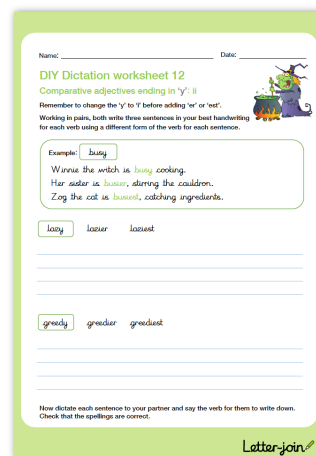 Name: Date:
DIY Dictation worksheet 12
Comparative adjectives ending in 'y': ii
Remember to change the 'y' to 'i' before adding 'er' or 'est'.
Working in pairs, both write three sentences in your best handwriting
for each verb using a different form of the verb for each sentence.
Example: busy
Winnie the witch is busy cooking.
Her sister is busier, stirring the cauldron.
Zog the cat is busiest, catching ingredients.
lazy lazier laziest
greedy greedier greediest
Now dictate each sentence to your partner and say the verb for them to write down.
Check that the spellings are correct.
Letter-join